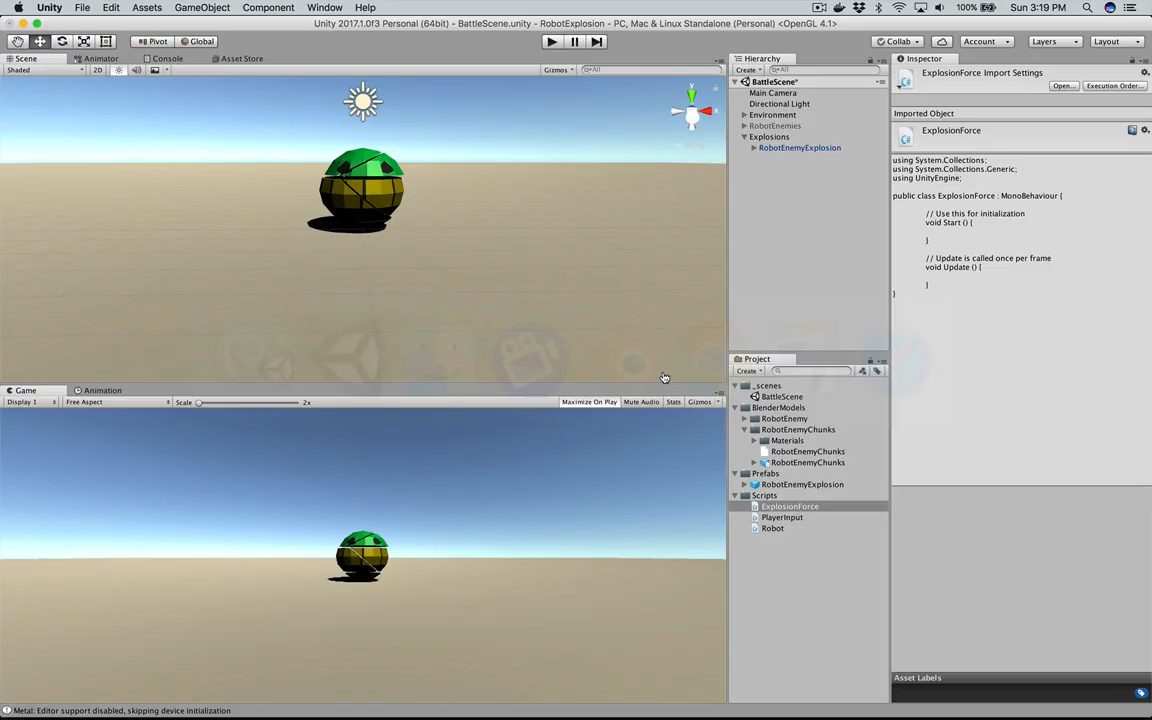 Unity File Edit Assets GameObject Component Window Help 100% Sun 3:19 PM
Unity 2017.1.0f3 Personal (64bit) - BattleScene.unity - RobotExplosion - PC, Mac & Linux Standalone (Personal) <OpenGL 4.1>
Pivot Global Collab Account Layers Layout
Scene Animator Console Asset Store
Shaded 2D Gizmos All
y
x
Persp
Game Animation
Display 1 Free Aspect Scale 2x Maximize On Play Mute Audio Stats Gizmos
Hierarchy
Create All
BattleScene*
Main Camera
Directional Light
Environment
RobotEnemies
Explosions
RobotEnemyExplosion
Project
Create
_scenes
BattleScene
BlenderModels
RobotEnemy
RobotEnemyChunks
Materials
RobotEnemyChunks
RobotEnemyChunks
Prefabs
RobotEnemyExplosion
Scripts
ExplosionForce
PlayerInput
Robot
Inspector
ExplosionForce Import Settings
Open... Execution Order...
Imported Object
ExplosionForce
using System.Collections;
using System.Collections.Generic;
using UnityEngine;
public class ExplosionForce : MonoBehaviour {
// Use this for initialization
void Start () {
}
// Update is called once per frame
void Update () {
}
}
Asset Labels
Metal: Editor support disabled, skipping device initialization